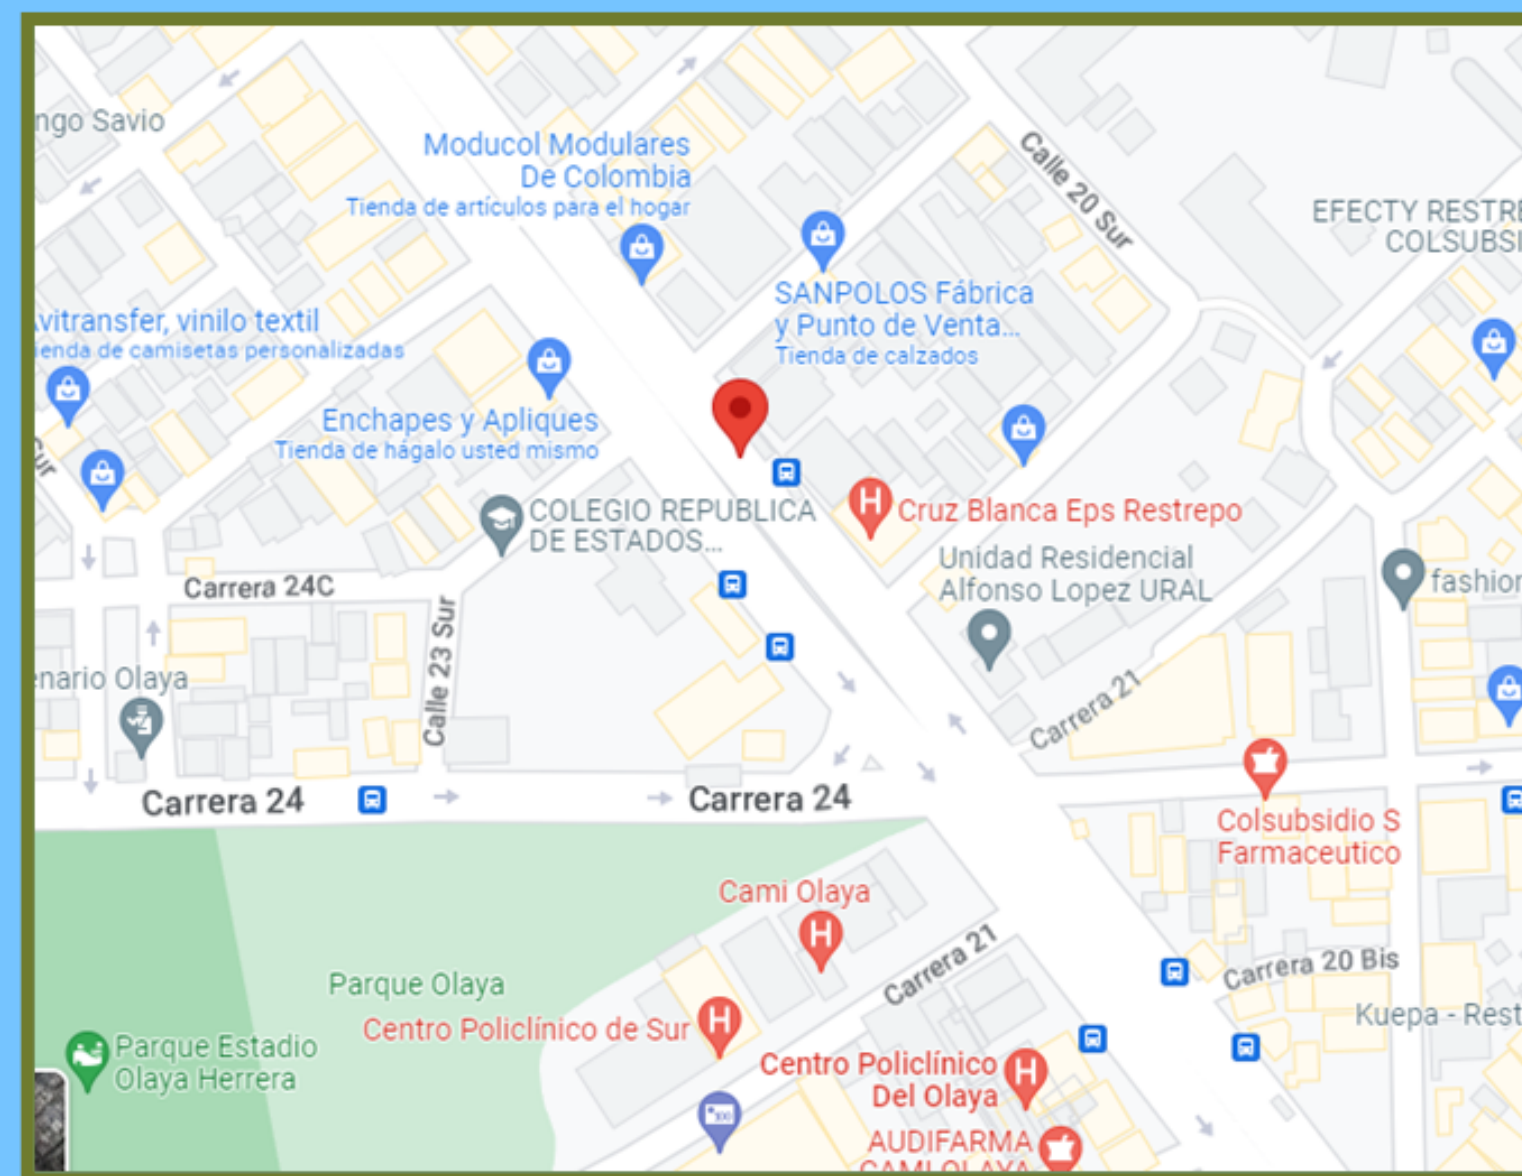 ngo Savio
Moducol Modulares
De Colombia
Tienda de artículos para el hogar
Calle 20 Sur
EFECTY RESTRE
COLSUBSI
SANPOLOS Fábrica
y Punto de Venta...
Tienda de calzados
vitransfer, vinilo textil
ienda de camisetas personalizadas
Enchapes y Apliques
Tienda de hágalo usted mismo
Sur
COLEGIO REPUBLICA
DE ESTADOS...
H Cruz Blanca Eps Restrepo
Unidad Residencial
Alfonso Lopez URAL
fashion
Carrera 24C
Calle 23 Sur
enario Olaya
Carrera 21
Carrera 24
Carrera 24
Colsubsidio S
Farmaceutico
Cami Olaya
H
Carrera 21
Carrera 20 Bis
Parque Olaya
Centro Policlínico de Sur H
Kuepa - Rest
Parque Estadio
Olaya Herrera
Centro Policlínico
Del Olaya H
AUDIFARMA
CAMI OLAYA